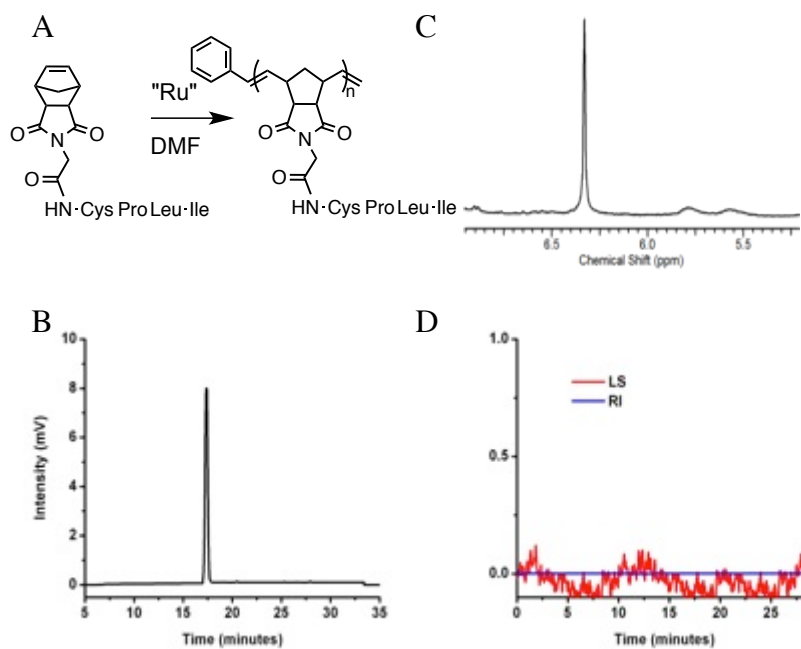 A
"Ru"
DMF
O
N
O
O
HN-Cys Pro Leu-Ile
n
O
N
O
O
HN-Cys Pro Leu-Ile
C
6.5
6.0
5.5
Chemical Shift (ppm)
B
10
8
6
4
2
0
Intensity (mV)
5
10
15
20
25
30
35
Time (minutes)
D
1.0
0.5
0.0
LS
RI
0
5
10
15
20
25
Time (minutes)